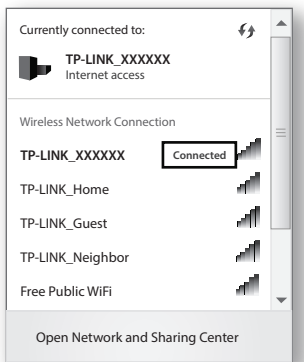 Currently connected to:
TP-LINK_XXXXXX
Internet access
Wireless Network Connection
TP-LINK_XXXXXX Connected
TP-LINK_Home
TP-LINK_Guest
TP-LINK_Neighbor
Free Public WiFi
Open Network and Sharing Center